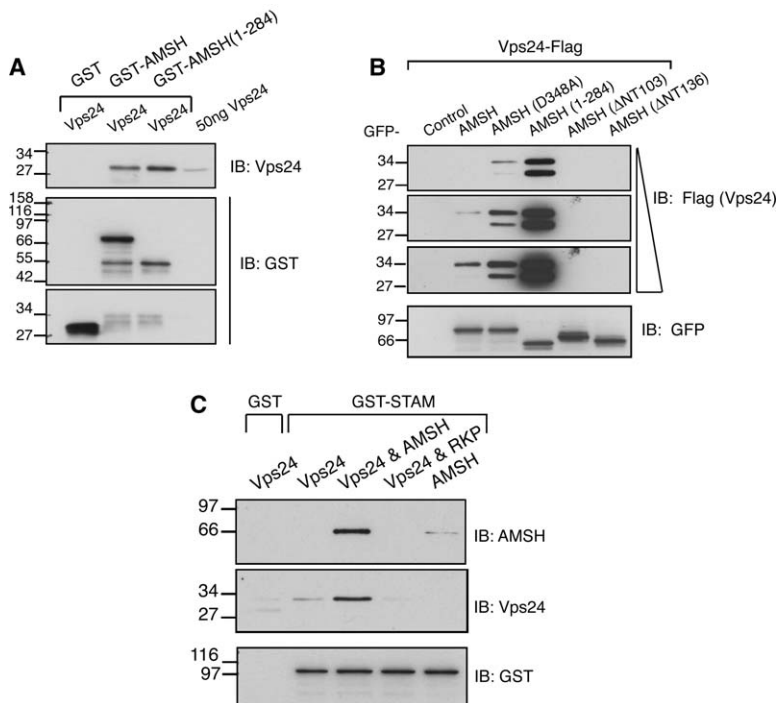 A
GST
GST-AMSH
GST-AMSH(1-284)
Vps24
Vps24
Vps24
50ng Vps24
34
27
IB: Vps24
158
116
97
66
55
42
IB: GST
34
27
B
Vps24-Flag
GFP-
Control
AMSH
AMSH (D348A)
AMSH (1-284)
AMSH (ΔNT103)
AMSH (ΔNT136)
34
27
34
27
34
27
IB: Flag (Vps24)
97
66
IB: GFP
C
GST
GST-STAM
Vps24
Vps24
Vps24 & AMSH
Vps24 & RKP
AMSH
97
66
IB: AMSH
34
27
IB: Vps24
116
97
IB: GST